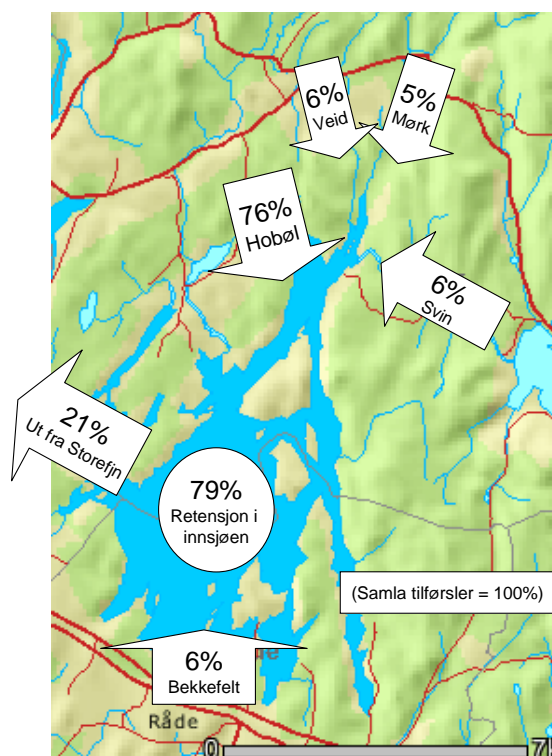 6%
Veid
5%
Mørk
76%
Hobøl
6%
Svin
21%
Ut fra Storefjn
79%
Retensjon i
innsjøen
(Samla tilførsler = 100%)
6%
Bekkefelt
Råde
0